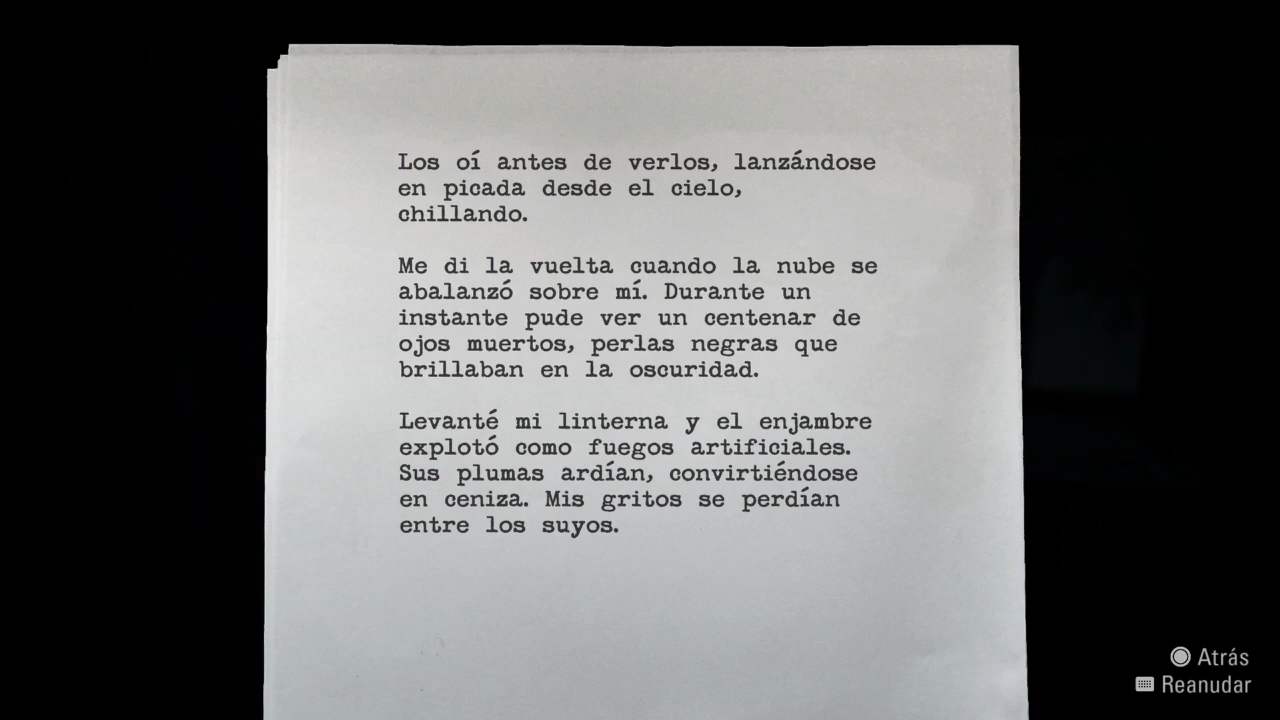 Los oí antes de verlos, lanzándose
en picada desde el cielo,
chillando.
Me di la vuelta cuando la nube se
abalanzó sobre mí. Durante un
instante pude ver un centenar de
ojos muertos, perlas negras que
brillaban en la oscuridad.
Levanté mi linterna y el enjambre
explotó como fuegos artificiales.
Sus plumas ardían, convirtiéndose
en ceniza. Mis gritos se perdían
entre los suyos.
Atrás
Reanudar